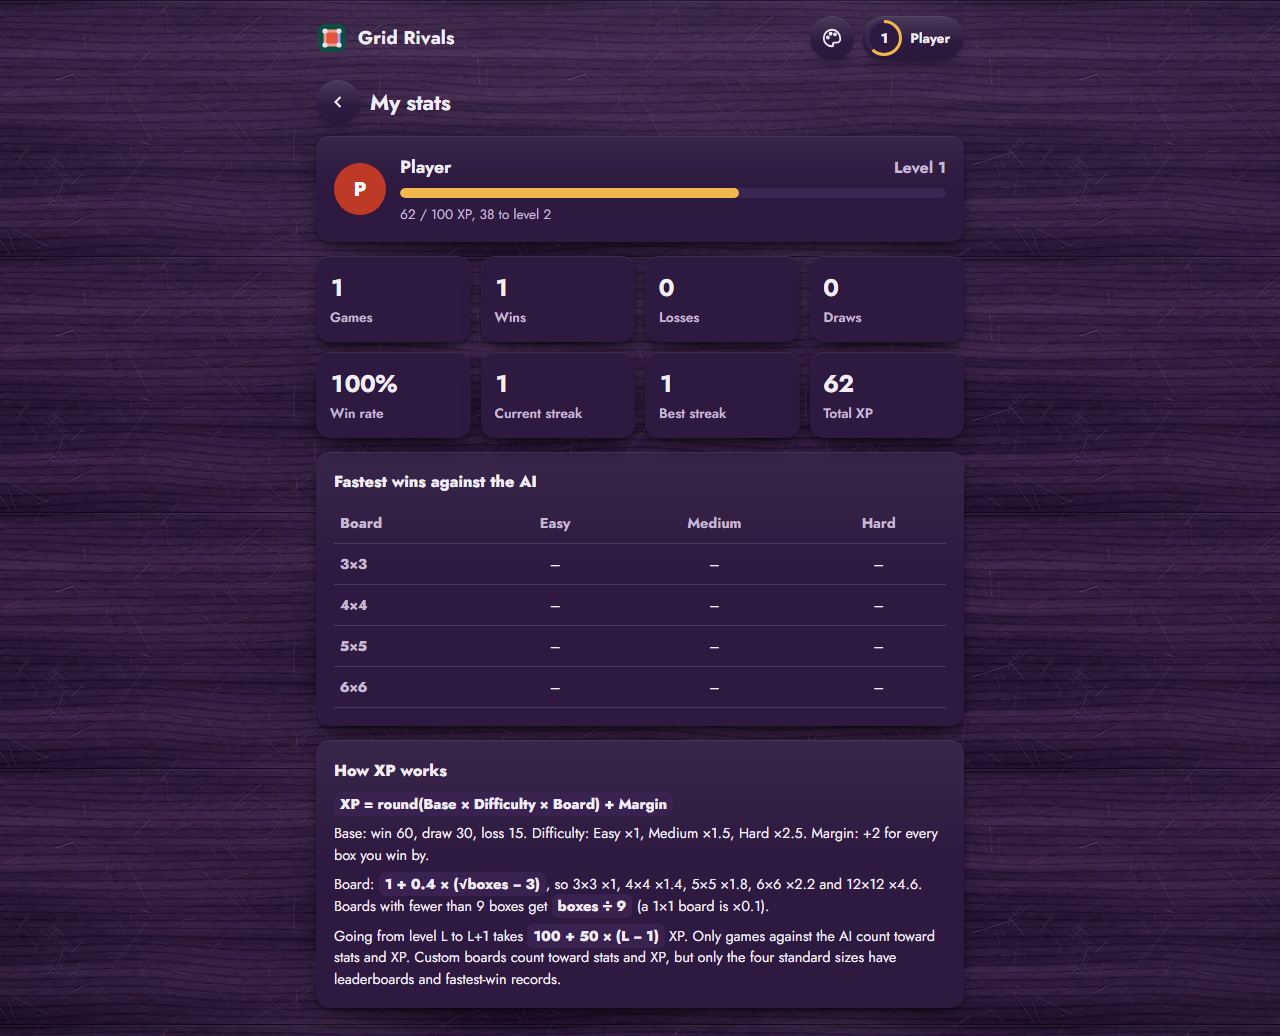 Grid Rivals
1 Player
My stats
P
Player
Level 1
62 / 100 XP, 38 to level 2
1
Games
1
Wins
0
Losses
0
Draws
100%
Win rate
1
Current streak
1
Best streak
62
Total XP
Fastest wins against the AI
Board Easy Medium Hard
3×3 – – –
4×4 – – –
5×5 – – –
6×6 – – –
How XP works
XP = round(Base × Difficulty × Board) + Margin
Base: win 60, draw 30, loss 15. Difficulty: Easy ×1, Medium ×1.5, Hard ×2.5. Margin: +2 for every
box you win by.
Board: 1 + 0.4 × (√boxes − 3) , so 3×3 ×1, 4×4 ×1.4, 5×5 ×1.8, 6×6 ×2.2 and 12×12 ×4.6.
Boards with fewer than 9 boxes get boxes ÷ 9 (a 1×1 board is ×0.1).
Going from level L to L+1 takes 100 + 50 × (L − 1) XP. Only games against the AI count toward
stats and XP. Custom boards count toward stats and XP, but only the four standard sizes have
leaderboards and fastest-win records.